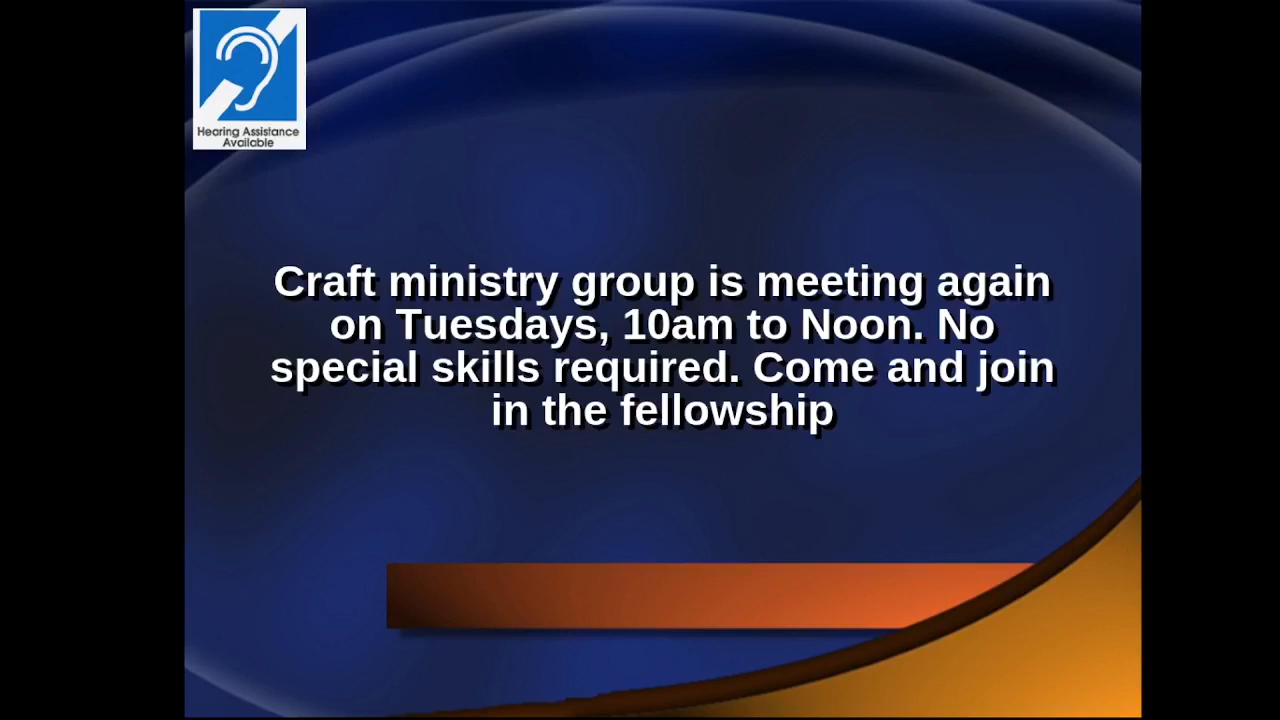 Hearing Assistance
Available
Craft ministry group is meeting again
on Tuesdays, 10am to Noon. No
special skills required. Come and join
in the fellowship